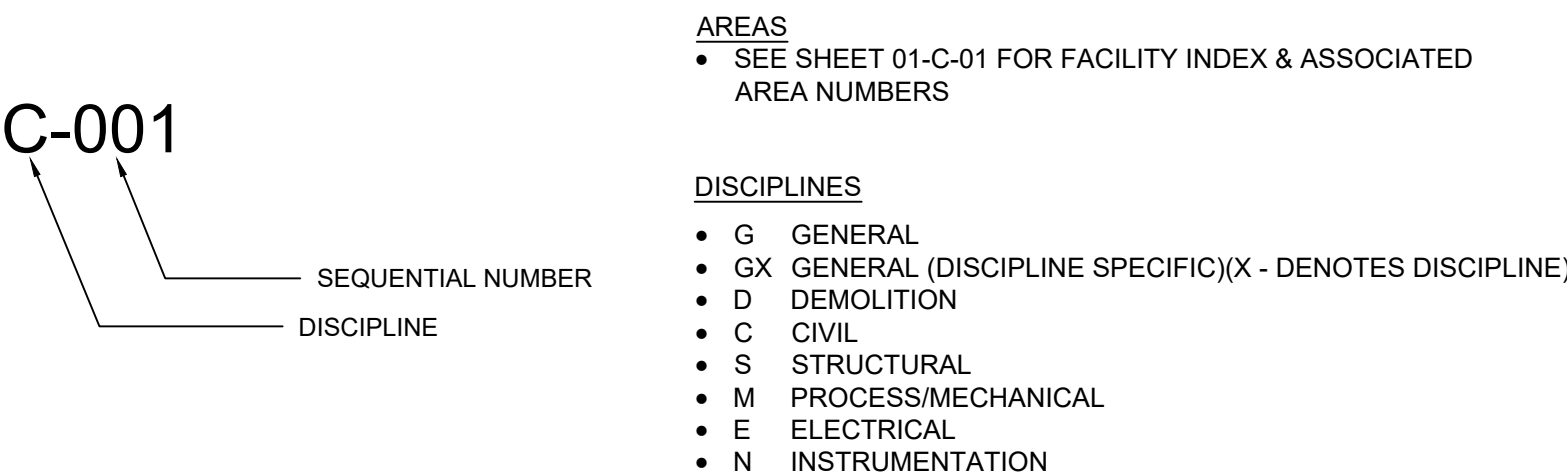 C-001
SEQUENTIAL NUMBER
DISCIPLINE
AREAS
• SEE SHEET 01-C-01 FOR FACILITY INDEX & ASSOCIATED
AREA NUMBERS
DISCIPLINES
• G GENERAL
• GX GENERAL (DISCIPLINE SPECIFIC)(X - DENOTES DISCIPLINE)
• D DEMOLITION
• C CIVIL
• S STRUCTURAL
• M PROCESS/MECHANICAL
• E ELECTRICAL
• N INSTRUMENTATION